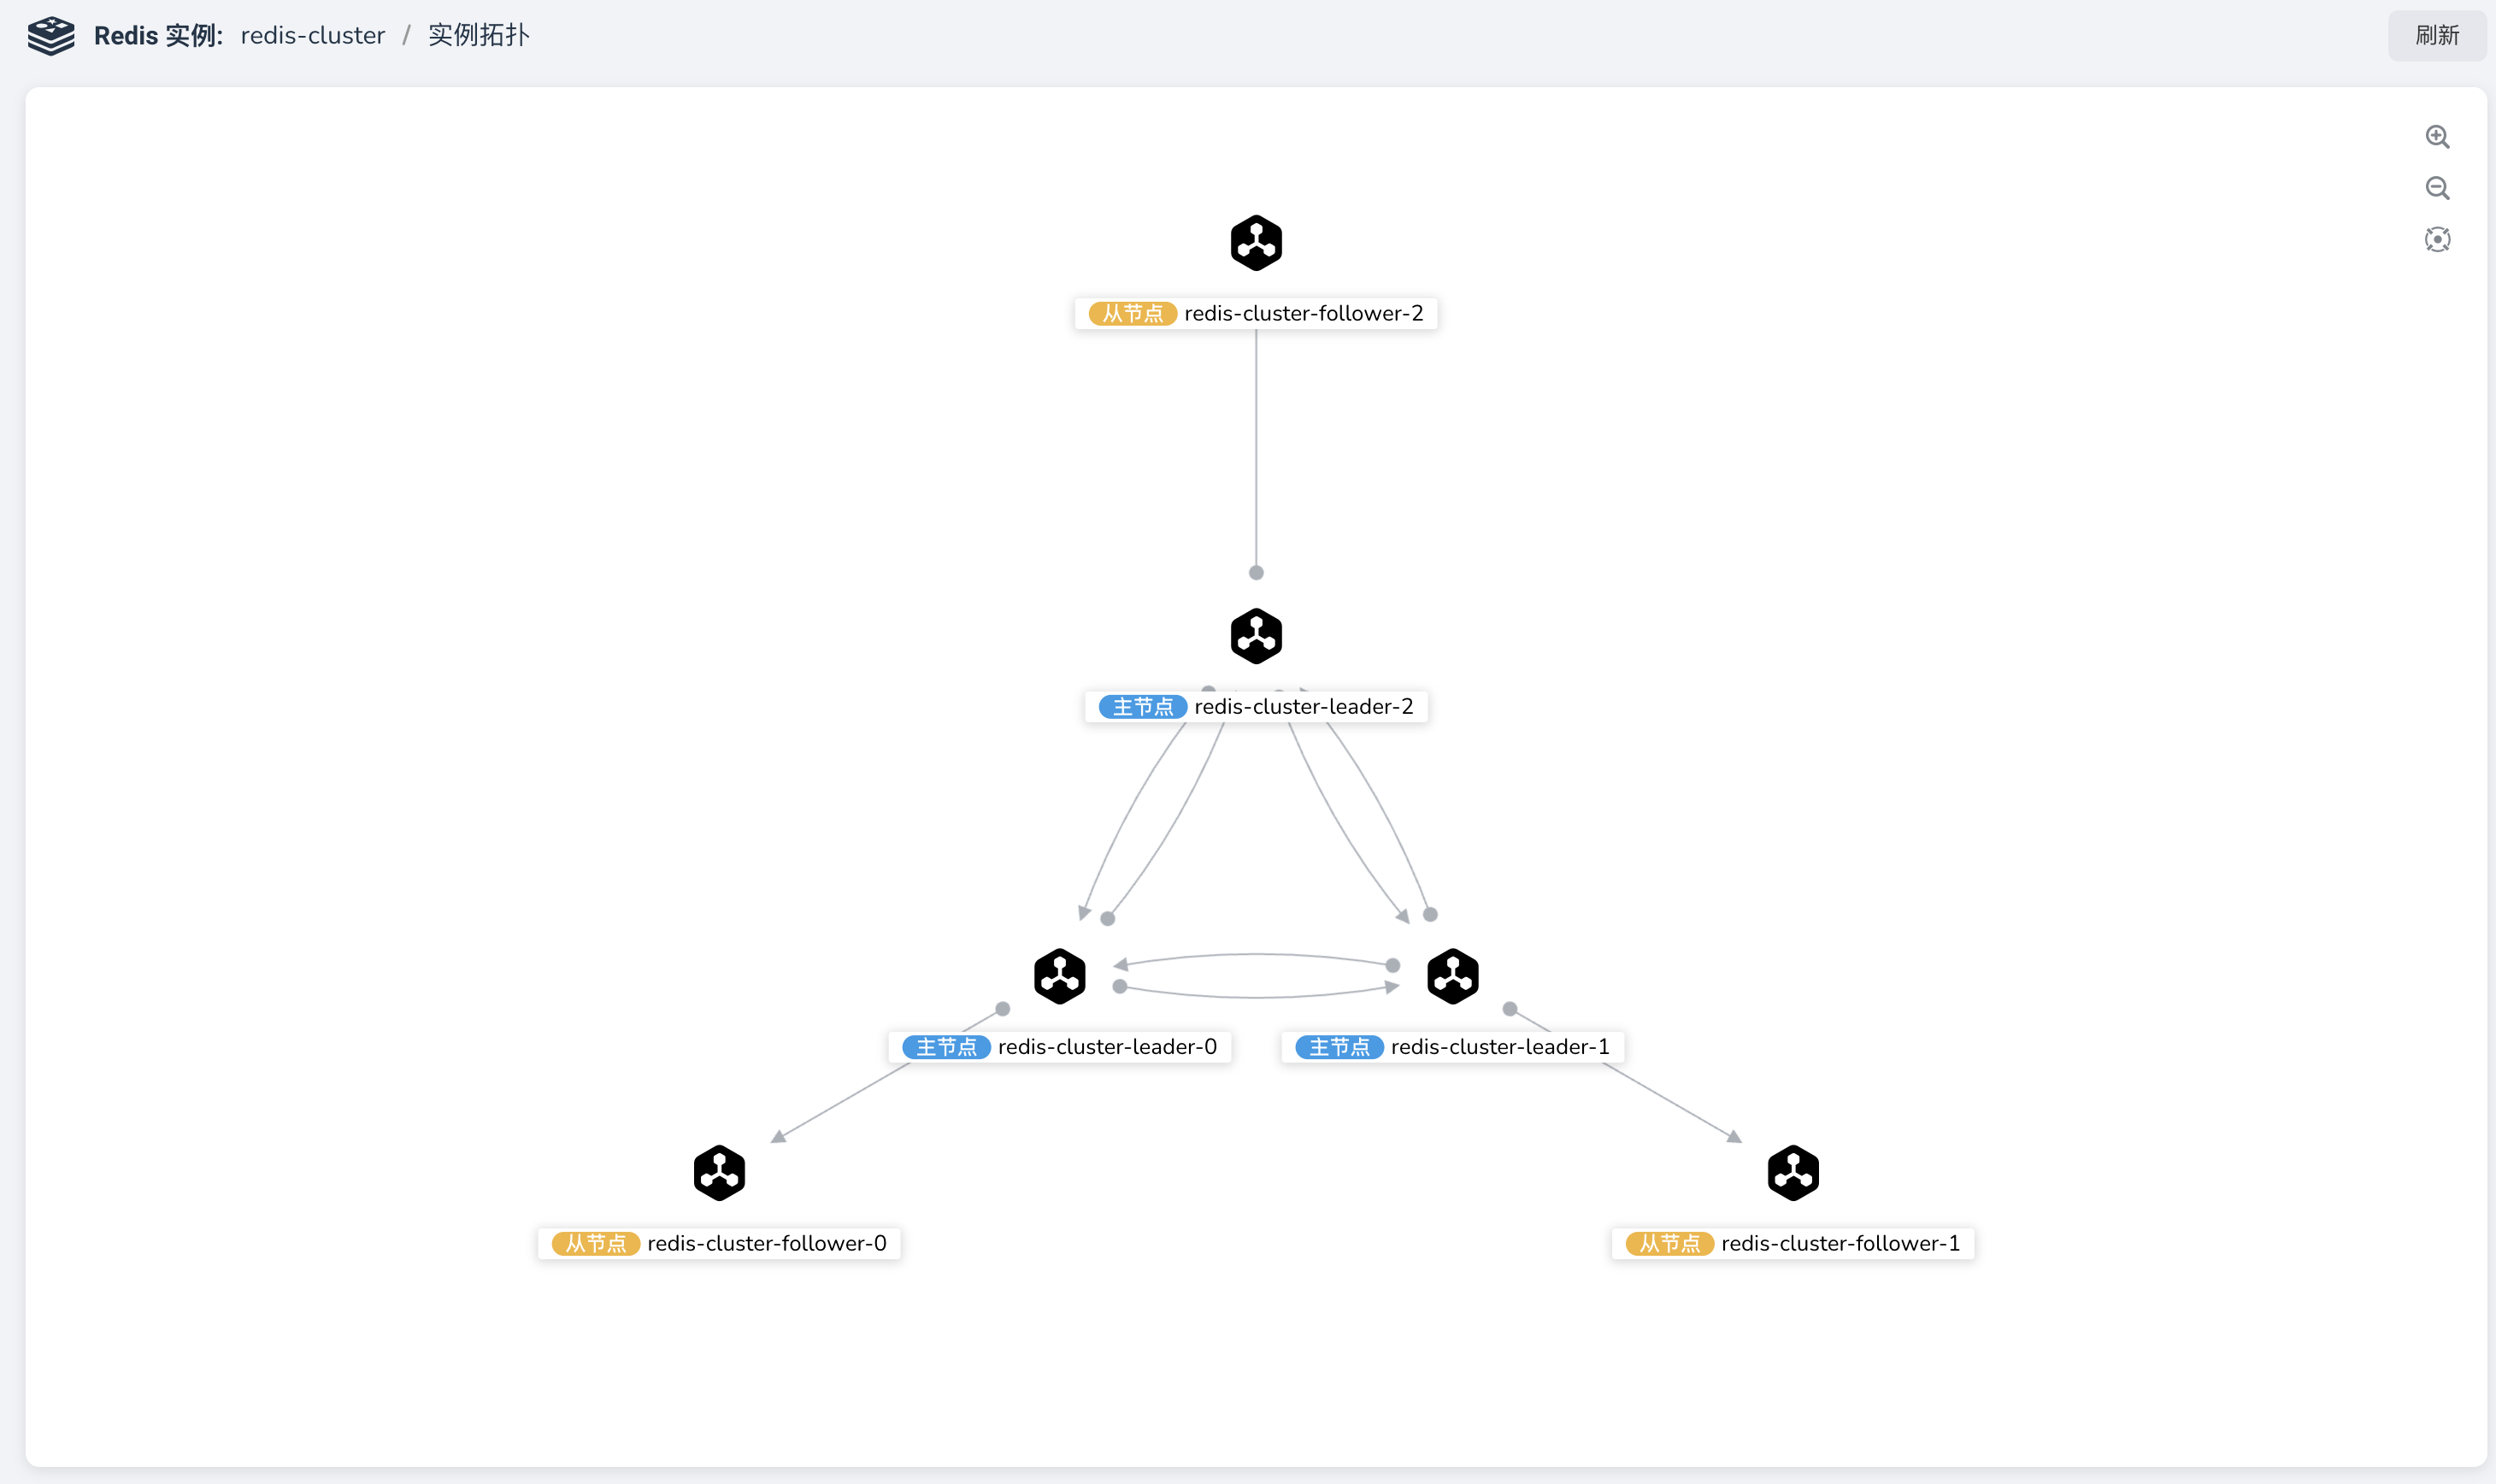 Redis 实例: redis-cluster / 实例拓扑
刷新
从节点 redis-cluster-follower-2
主节点 redis-cluster-leader-2
主节点 redis-cluster-leader-0
主节点 redis-cluster-leader-1
从节点 redis-cluster-follower-0
从节点 redis-cluster-follower-1